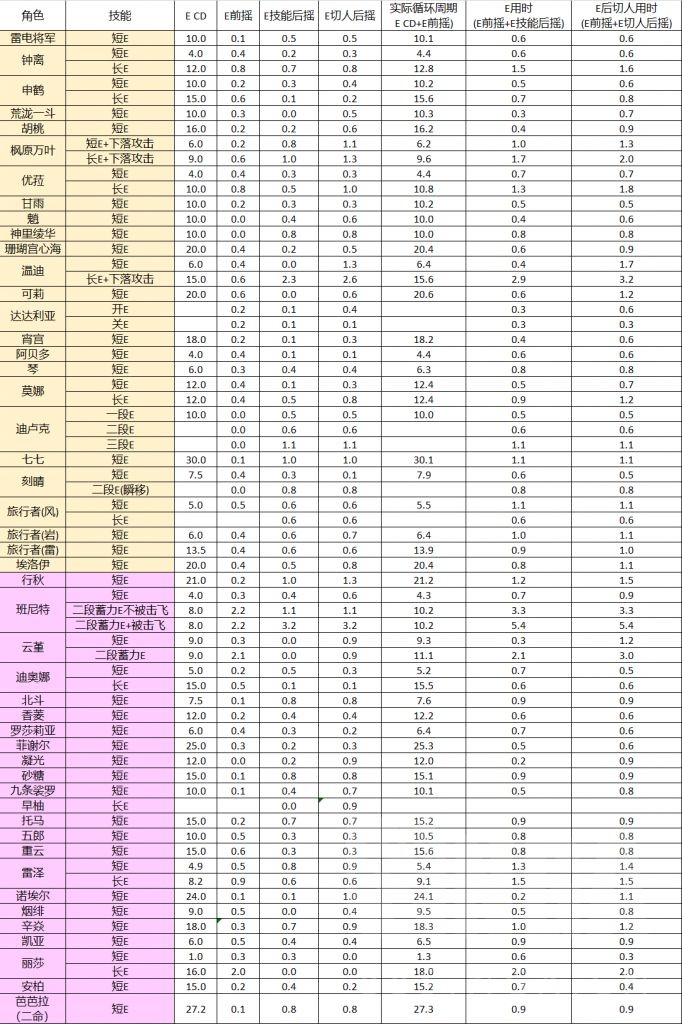 角色 技能 E CD E前摇 E技能后摇 E切人后摇 实际循环周期 E CD+E前摇) E用时 (E前摇+E技能后摇) E后切人用时 (E前摇+E切人后摇)
雷电将军 短E 10.0 0.1 0.5 0.5 10.1 0.6 0.6
钟离 短E 4.0 0.4 0.2 0.3 4.4 0.6 0.6
长E 12.0 0.8 0.7 0.8 12.8 1.5 1.6
申鹤 短E 10.0 0.2 0.3 0.4 10.2 0.5 0.6
长E 15.0 0.6 0.1 0.2 15.6 0.7 0.8
荒泷一斗 短E 10.0 0.3 0.0 0.5 10.3 0.3 0.7
胡桃 短E 16.0 0.2 0.2 0.6 16.2 0.4 0.9
枫原万叶 短E+下落攻击 6.0 0.2 0.8 1.1 6.2 1.0 1.3
长E+下落攻击 9.0 0.6 1.0 1.3 9.6 1.7 2.0
优菈 短E 4.0 0.4 0.3 0.3 4.4 0.7 0.7
长E 10.0 0.8 0.5 1.0 10.8 1.3 1.8
甘雨 短E 10.0 0.2 0.3 0.3 10.2 0.5 0.5
魈 短E 10.0 0.0 0.4 0.6 10.0 0.4 0.6
神里绫华 短E 10.0 0.0 0.8 0.8 10.0 0.8 0.8
珊瑚宫心海 短E 20.0 0.4 0.2 0.5 20.4 0.6 0.9
温迪 短E 6.0 0.4 0.0 1.3 6.4 0.4 1.7
长E+下落攻击 15.0 0.6 2.3 2.6 15.6 2.9 3.2
可莉 短E 20.0 0.6 0.0 0.6 20.6 0.6 1.2
达达利亚 开E 0.2 0.1 0.4 0.3 0.6
关E 0.2 0.1 0.1 0.3 0.3
宵宫 短E 18.0 0.2 0.1 0.3 18.2 0.4 0.6
阿贝多 短E 4.0 0.4 0.1 0.1 4.4 0.6 0.6
琴 短E 6.0 0.3 0.4 0.4 6.3 0.8 0.8
莫娜 短E 12.0 0.4 0.1 0.3 12.4 0.5 0.7
长E 12.0 0.4 0.5 0.8 12.4 0.9 1.2
迪卢克 一段E 10.0 0.0 0.5 0.5 10.0 0.5 0.5
二段E 0.0 0.6 0.6 0.6 0.6
三段E 0.0 1.1 1.1 1.1 1.1
七七 短E 30.0 0.1 1.0 1.0 30.1 1.1 1.1
刻晴 短E 7.5 0.4 0.3 0.1 7.9 0.6 0.5
二段E(瞬移) 0.0 0.8 0.8 0.8 0.8
旅行者(风) 短E 5.0 0.5 0.6 0.6 5.5 1.1 1.1
长E 0.6 0.6 0.6 0.6
旅行者(岩) 短E 6.0 0.4 0.6 0.7 6.4 1.0 1.1
旅行者(雷) 短E 13.5 0.4 0.6 0.6 13.9 0.9 1.0
埃洛伊 短E 20.0 0.4 0.5 0.8 20.4 0.8 1.1
行秋 短E 21.0 0.2 1.0 1.3 21.2 1.2 1.5
班尼特 短E 4.0 0.3 0.4 0.6 4.3 0.7 0.9
二段蓄力E不被击飞 8.0 2.2 1.1 1.1 10.2 3.3 3.3
二段蓄力E+被击飞 8.0 2.2 3.2 3.2 10.2 5.4 5.4
云堇 短E 9.0 0.3 0.0 0.9 9.3 0.3 1.2
二段蓄力E 9.0 2.1 0.0 0.9 11.1 2.1 3.0
迪奥娜 短E 5.0 0.2 0.5 0.3 5.2 0.7 0.5
长E 15.0 0.5 0.1 0.1 15.5 0.6 0.6
北斗 短E 7.5 0.1 0.8 0.8 7.6 0.9 0.9
香菱 短E 12.0 0.2 0.4 0.4 12.2 0.6 0.6
罗莎莉亚 短E 6.0 0.4 0.3 0.2 6.4 0.7 0.6
菲谢尔 短E 25.0 0.3 0.2 0.3 25.3 0.5 0.6
凝光 短E 12.0 0.0 0.2 0.9 12.0 0.2 0.9
砂糖 短E 15.0 0.1 0.8 0.8 15.1 0.9 0.9
九条裟罗 短E 10.0 0.1 0.4 0.7 10.1 0.5 0.8
早柚 长E 0.0 0.9
托马 短E 15.0 0.2 0.7 0.7 15.2 0.9 0.9
五郎 短E 10.0 0.5 0.3 0.3 10.5 0.8 0.8
重云 短E 15.0 0.6 0.3 0.3 15.6 0.8 0.8
雷泽 短E 4.9 0.5 0.8 0.9 5.4 1.3 1.4
长E 8.2 0.9 0.6 0.6 9.1 1.5 1.5
诺埃尔 短E 24.0 0.1 0.1 1.0 24.1 0.2 1.1
烟绯 短E 9.0 0.5 0.0 0.4 9.5 0.5 0.8
辛焱 短E 18.0 0.3 0.7 0.9 18.3 1.0 1.2
凯亚 短E 6.0 0.5 0.4 0.4 6.5 0.9 0.9
丽莎 短E 1.0 0.3 0.3 0.0 1.3 0.6 0.3
长E 16.0 2.0 0.0 0.0 18.0 2.0 2.0
安柏 短E 15.0 0.2 0.4 0.2 15.2 0.7 0.4
芭芭拉 (二命) 短E 27.2 0.1 0.8 0.8 27.3 0.9 0.9